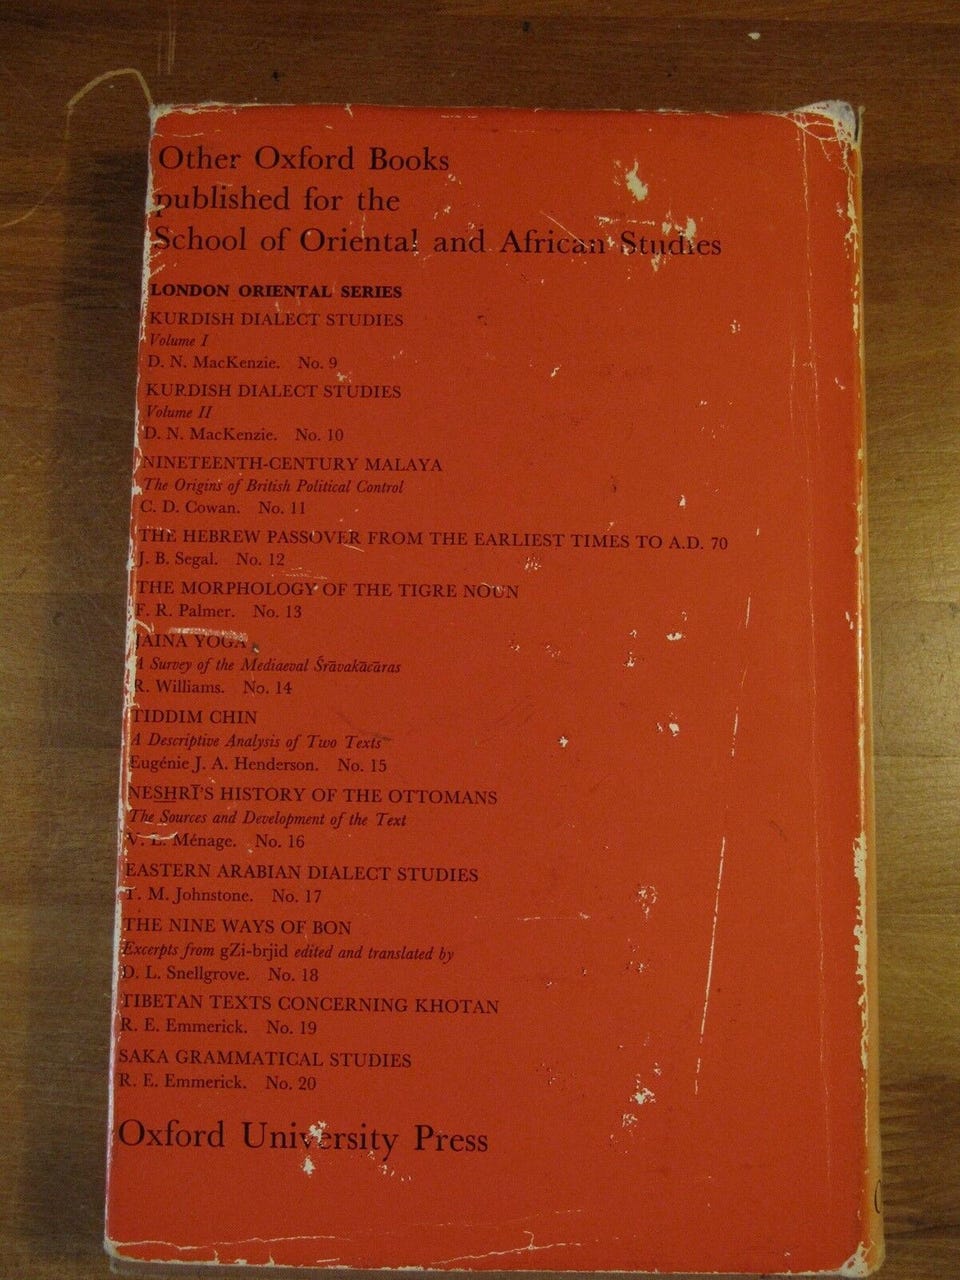 Other Oxford Books
published for the
School of Oriental and African Studies
LONDON ORIENTAL SERIES
KURDISH DIALECT STUDIES
Volume I
D. N. MacKenzie. No. 9
KURDISH DIALECT STUDIES
Volume II
D. N. MacKenzie. No. 10
NINETEENTH-CENTURY MALAYA
The Origins of British Political Control
C. D. Cowan. No. 11
THE HEBREW PASSOVER FROM THE EARLIEST TIMES TO A.D. 70
J. B. Segal. No. 12
THE MORPHOLOGY OF THE TIGRE NOUN
F. R. Palmer. No. 13
JAINA YOGA
A Survey of the Mediaeval Śrāvakācāras
R. Williams. No. 14
TIDDIM CHIN
A Descriptive Analysis of Two Texts
Eugénie J. A. Henderson. No. 15
NESHRĪ'S HISTORY OF THE OTTOMANS
The Sources and Development of the Text
V. L. Ménage. No. 16
EASTERN ARABIAN DIALECT STUDIES
T. M. Johnstone. No. 17
THE NINE WAYS OF BON
Excerpts from gZi-brjid edited and translated by
D. L. Snellgrove. No. 18
TIBETAN TEXTS CONCERNING KHOTAN
R. E. Emmerick. No. 19
SAKA GRAMMATICAL STUDIES
R. E. Emmerick. No. 20
Oxford University Press